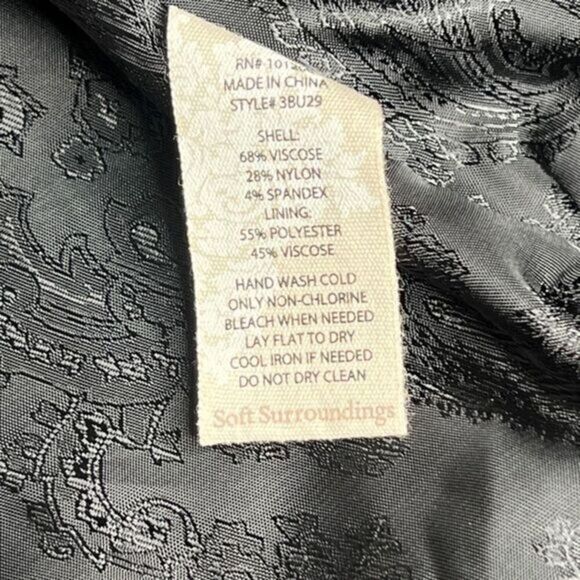 RN#
MADE IN CHINA
STYLE# 3BU29
SHELL:
68% VISCOSE
28% NYLON
4% SPANDEX
LINING:
55% POLYESTER
45% VISCOSE
HAND WASH COLD
ONLY NON-CHLORINE
BLEACH WHEN NEEDED
LAY FLAT TO DRY
COOL IRON IF NEEDED
DO NOT DRY CLEAN
Soft Surroundings